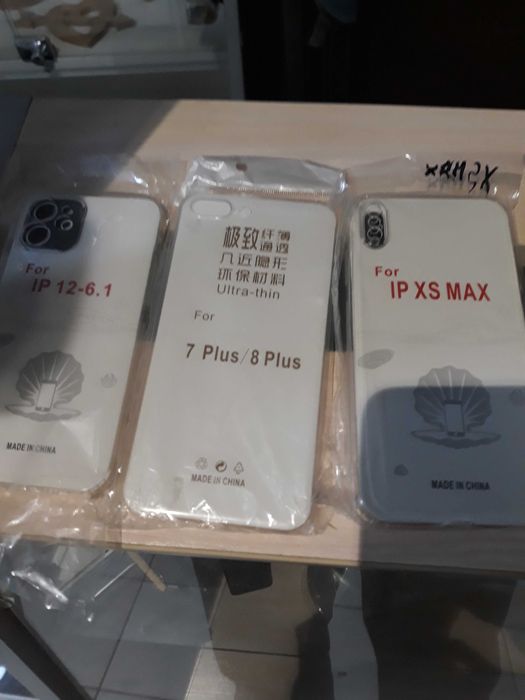 For
IP 12-6.1
MADE IN CHINA
极致 纤薄
通透
几近隐形
环保材料
Ultra-thin
For
7 Plus/8 Plus
MADE IN CHINA
For
IP XS MAX
MADE IN CHINA